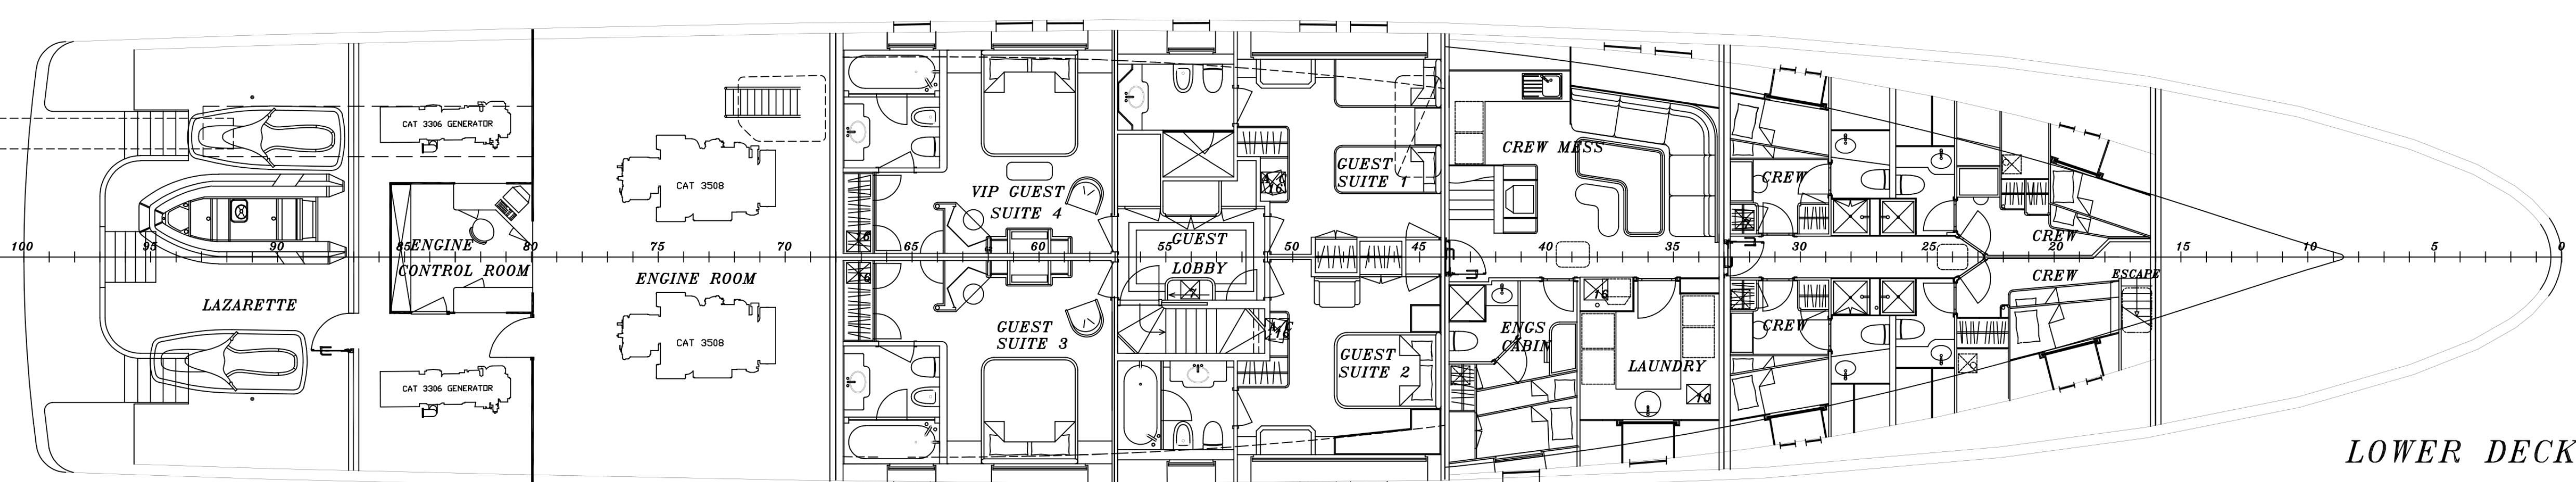 CAT 3306 GENERATOR
CAT 3508
VIP GUEST
SUITE 4
GUEST
SUITE 1
CREW MESS
CREW
CREW
100
95
90
85
80
75
70
65
60
55
50
45
40
35
30
25
20
15
10
5
0
ENGINE
CONTROL ROOM
ENGINE ROOM
GUEST
LOBBY
LAZARETTE
GUEST
SUITE 3
CAT 3508
GUEST
SUITE 2
ENGS
CABIN
LAUNDRY
CREW
CREW
ESCAPE
CAT 3306 GENERATOR
16
16
10
LOWER DECK